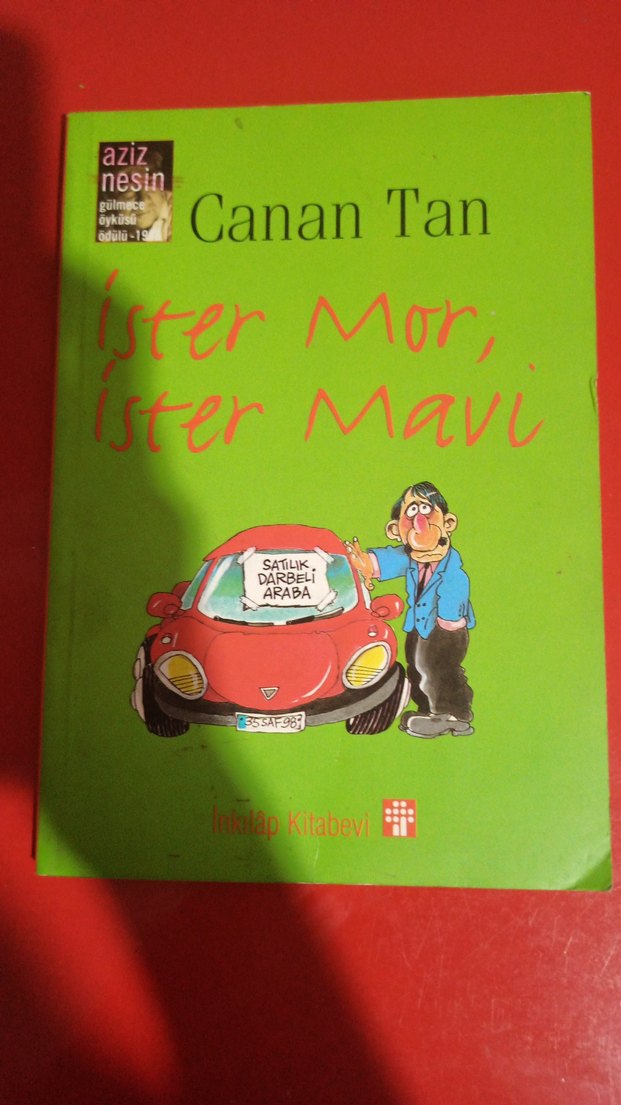 aziz
nesin
gülmece
öyküsü
ödülü
Canan Tan
İster Mor,
İster Mavi
SATILIK
DARBELİ
ARABA
35 SAF 98
İnkılâp Kitabevi